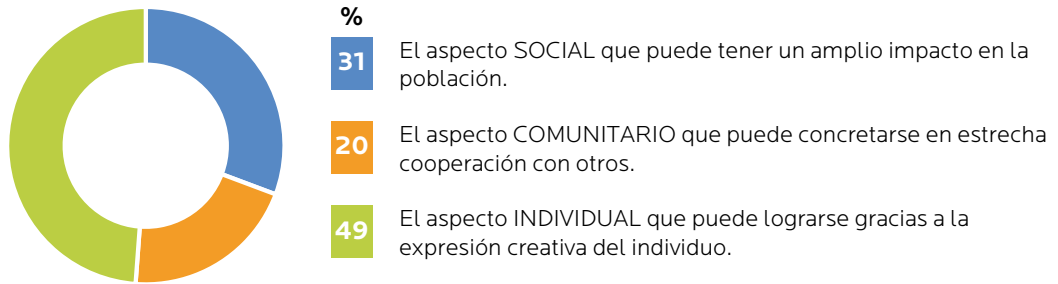 %
31
El aspecto SOCIAL que puede tener un amplio impacto en la
población.
20
El aspecto COMUNITARIO que puede concretarse en estrecha
cooperación con otros.
49
El aspecto INDIVIDUAL que puede lograrse gracias a la
expresión creativa del individuo.